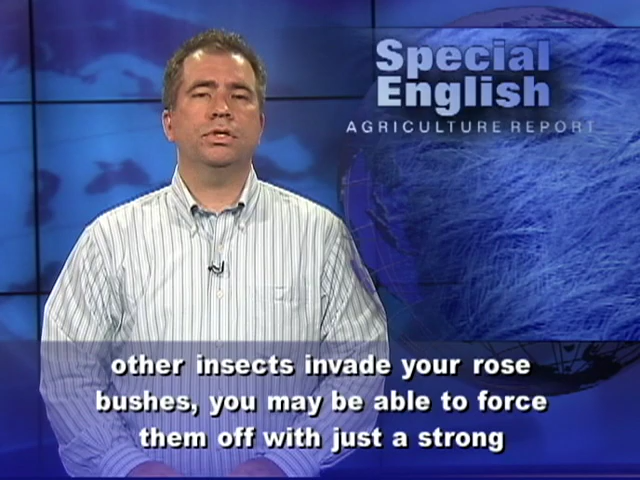 Special
English
AGRICULTURE REPORT
other insects invade your rose
bushes, you may be able to force
them off with just a strong